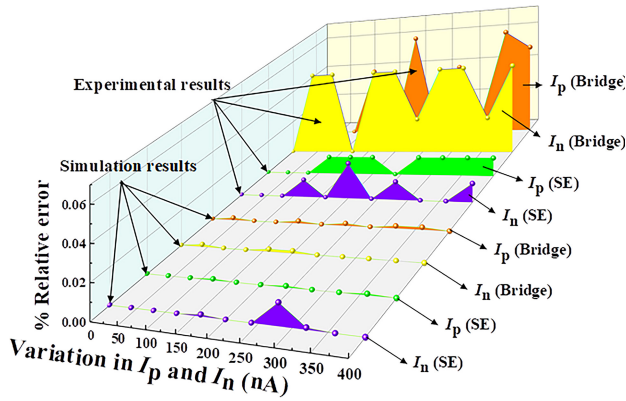 Experimental results
Simulation results
% Relative error
0.06
0.04
0.02
0.00
0
50
100
150
200
250
300
350
400
Variation in Ip and In (nA)
Ip (Bridge)
In (Bridge)
Ip (SE)
In (SE)
Ip (Bridge)
In (Bridge)
Ip (SE)
In (SE)